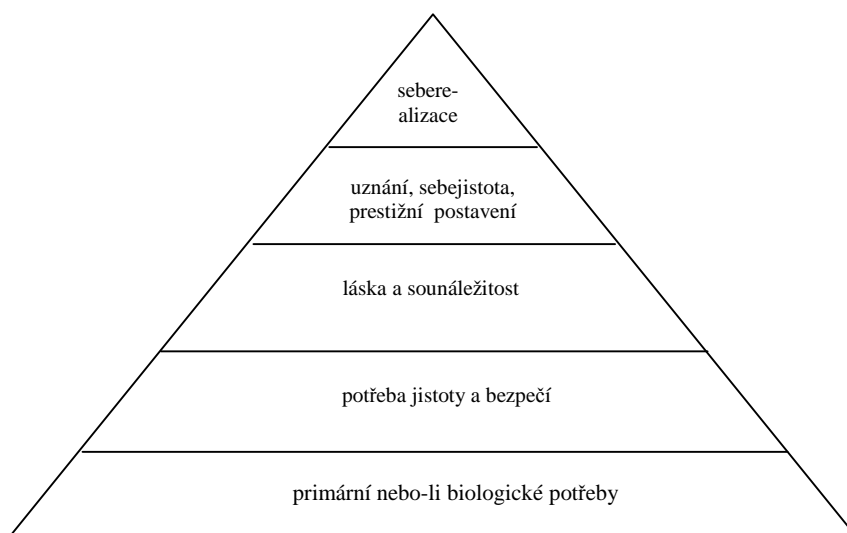 sebere-
alizace
uznání, sebejistota,
prestižní postavení
láska a sounáležitost
potřeba jistoty a bezpečí
primární nebo-li biologické potřeby